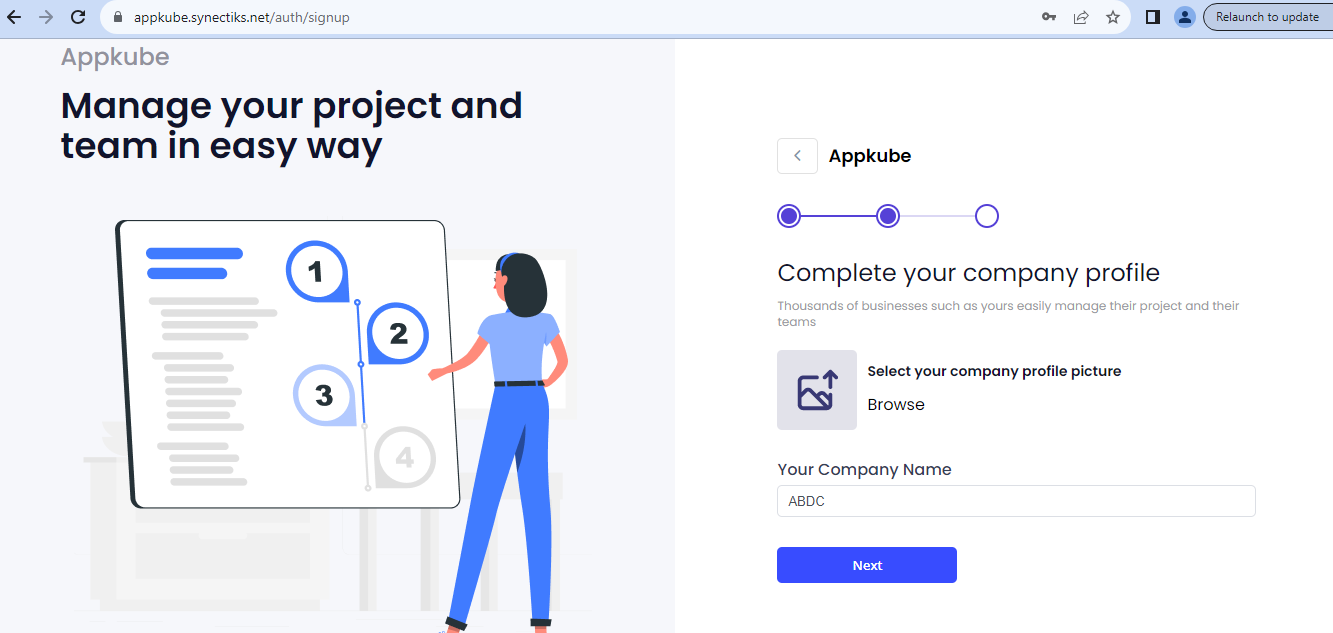 appkube.synectiks.net/auth/signup
Relaunch to update
Appkube
Manage your project and
team in easy way
1
2
3
4
Appkube
Complete your company profile
Thousands of businesses such as yours easily manage their project and their
teams
Select your company profile picture
Browse
Your Company Name
ABDC
Next